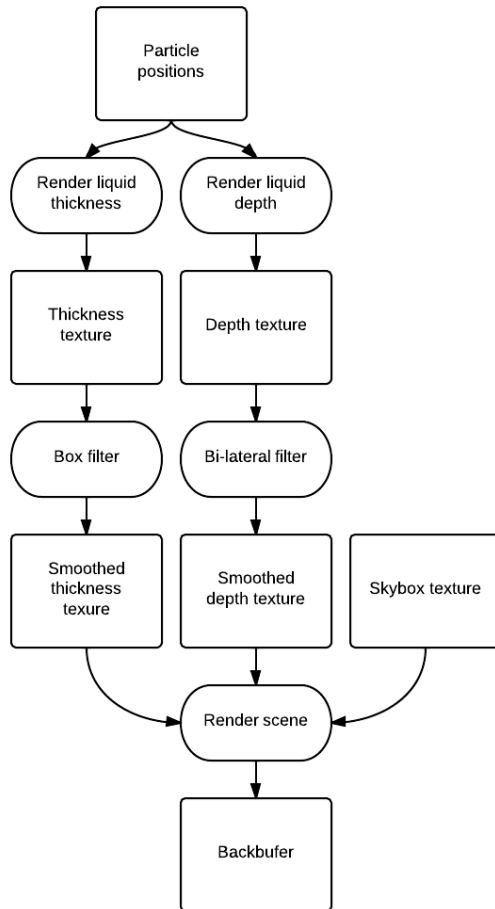 Particle
positions
Render liquid
thickness
Render liquid
depth
Thickness
texture
Depth texture
Box filter
Bi-lateral filter
Smoothed
thickness
texure
Smoothed
depth texture
Skybox texture
Render scene
Backbufer